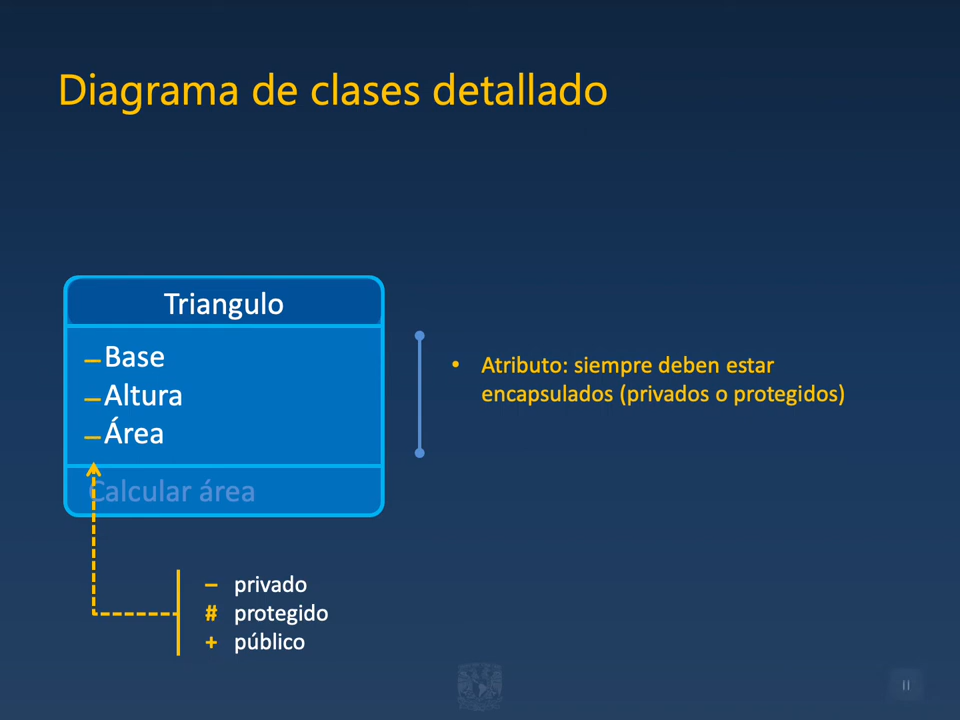 Diagrama de clases detallado
Triangulo
– Base
– Altura
– Área
Calcular área
• Atributo: siempre deben estar
encapsulados (privados o protegidos)
– privado
# protegido
+ público
11